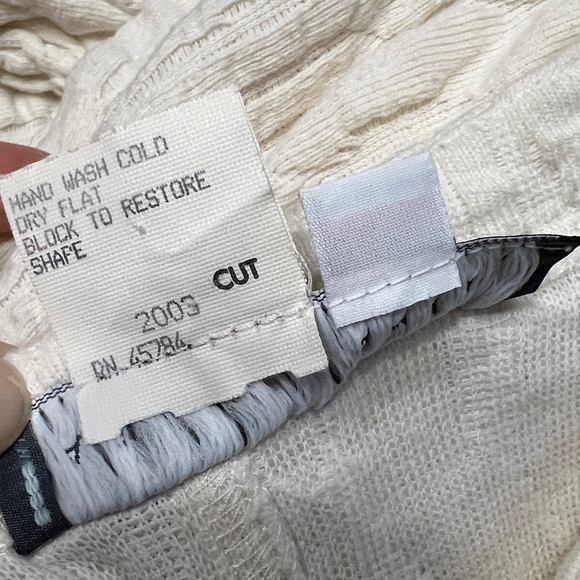 HAND WASH COLD
DRY FLAT
BLOCK TO RESTORE
SHAPE
CUT
2003
RN 45784